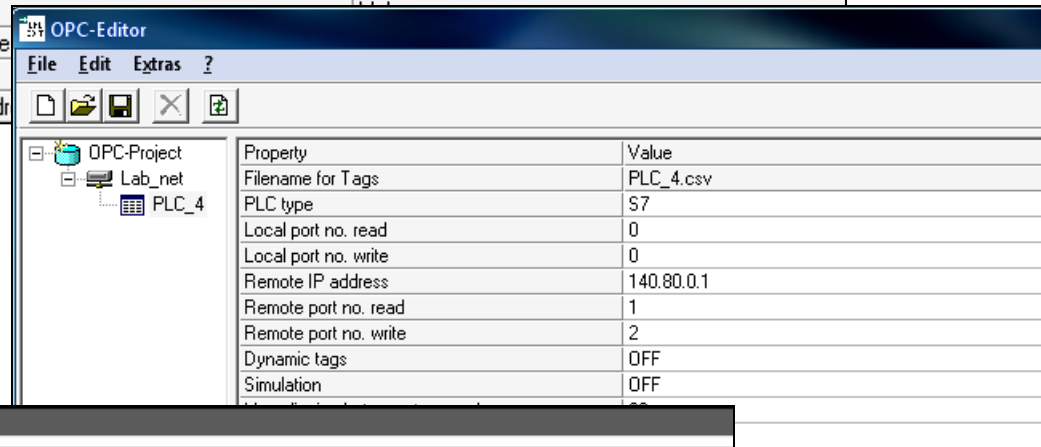 OPC-Editor
File Edit Extras ?
OPC-Project
Lab_net
PLC_4
Property Value
Filename for Tags PLC_4.csv
PLC type S7
Local port no. read 0
Local port no. write 0
Remote IP address 140.80.0.1
Remote port no. read 1
Remote port no. write 2
Dynamic tags OFF
Simulation OFF